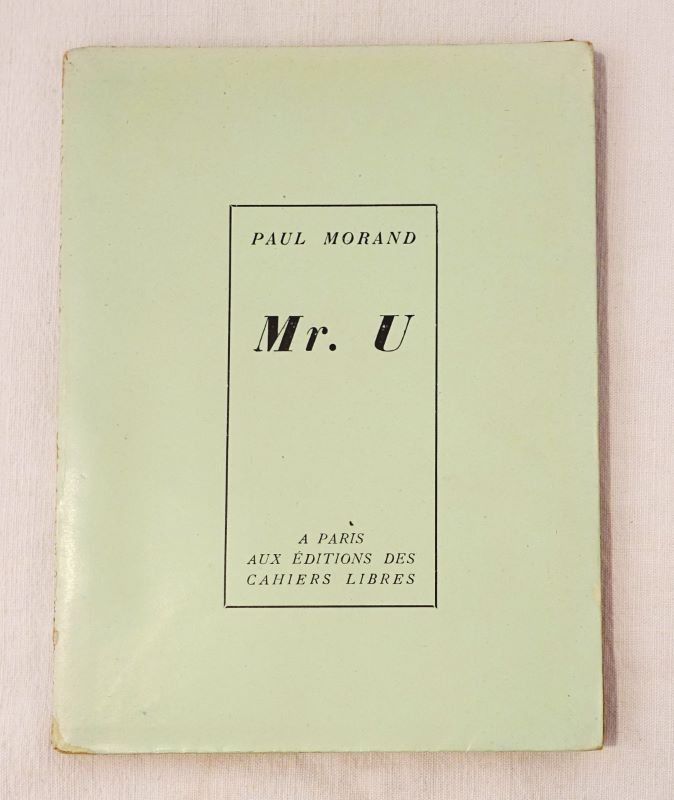 PAUL MORAND
Mr. U
A PARIS
AUX ÉDITIONS DES
CAHIERS LIBRES